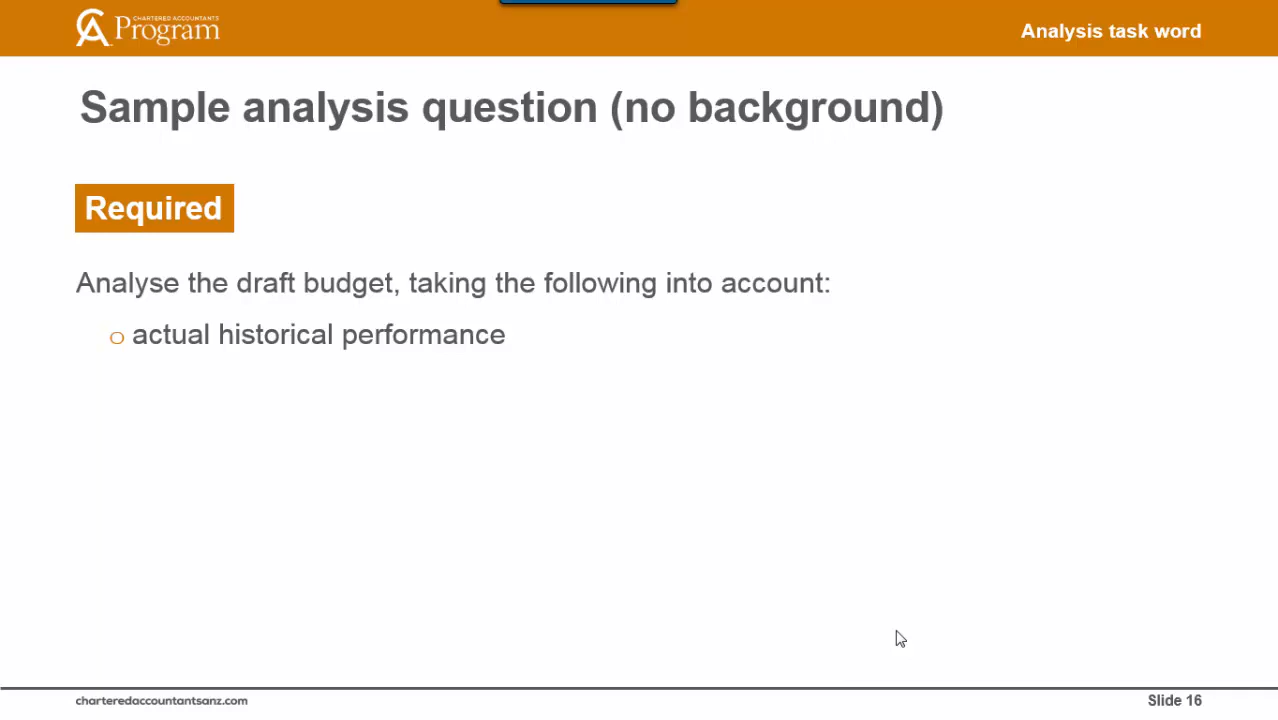 CHARTERED ACCOUNTANTS
CA Program
Analysis task word
Sample analysis question (no background)
Required
Analyse the draft budget, taking the following into account:
o actual historical performance
charteredaccountantsanz.com
Slide 16